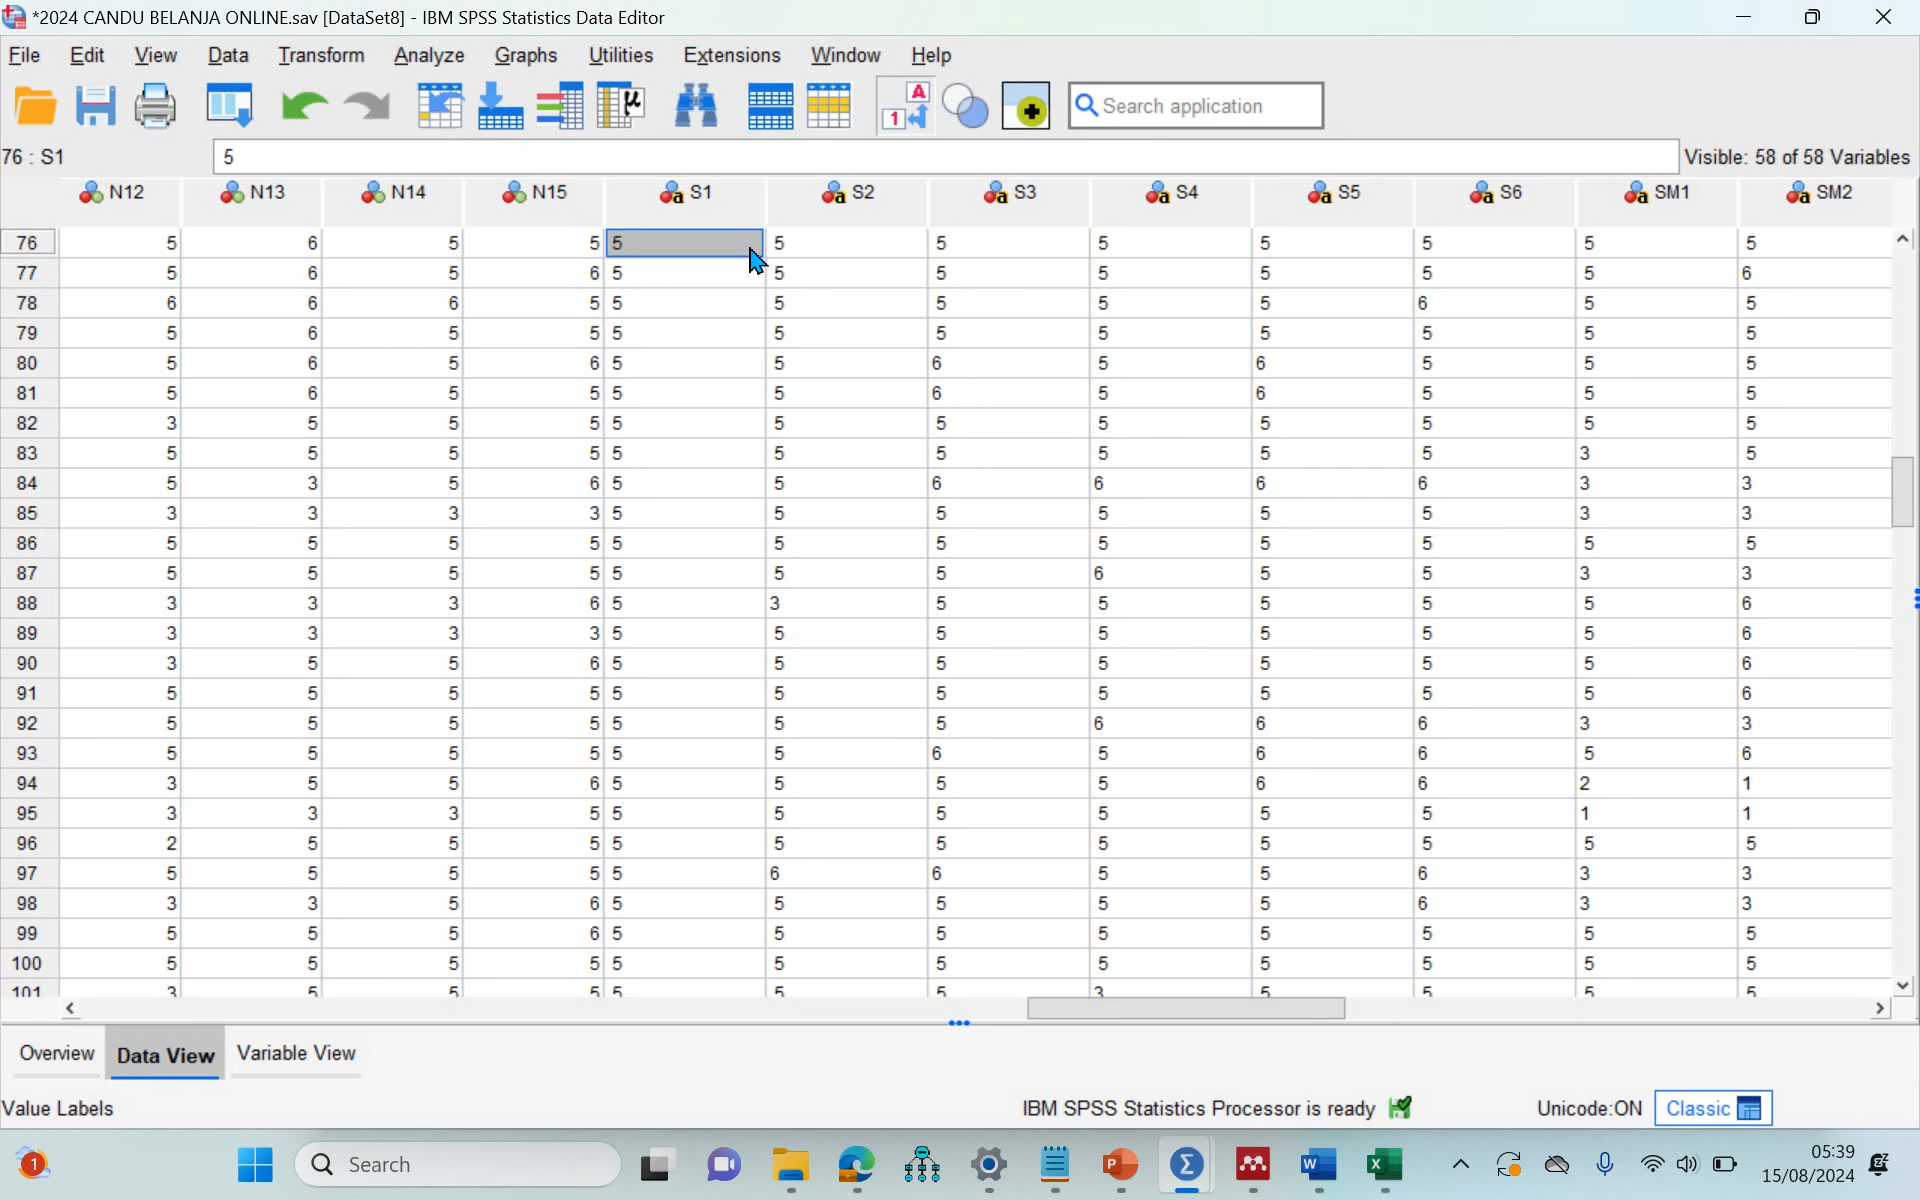 *2024 CANDU BELANJA ONLINE.sav [DataSet8] - IBM SPSS Statistics Data Editor
File Edit View Data Transform Analyze Graphs Utilities Extensions Window Help
Search application
76 : S1 5 Visible: 58 of 58 Variables
N12 N13 N14 N15 S1 S2 S3 S4 S5 S6 SM1 SM2
76 5 6 5 5 5 5 5 5 5 5 5 5
77 5 6 5 6 5 5 5 5 5 5 5 6
78 6 6 6 5 5 5 5 5 5 6 5 5
79 5 6 5 5 5 5 5 5 5 5 5 5
80 5 6 5 6 5 5 6 5 6 5 5 5
81 5 6 5 5 5 5 6 5 6 5 5 5
82 3 5 5 5 5 5 5 5 5 5 5 5
83 5 5 5 5 5 5 5 5 5 5 3 5
84 5 3 5 6 5 5 6 6 6 6 3 3
85 3 3 3 3 5 5 5 5 5 5 3 3
86 5 5 5 5 5 5 5 5 5 5 5 5
87 5 5 5 5 5 5 5 6 5 5 3 3
88 3 3 3 6 5 3 5 5 5 5 5 6
89 3 3 3 3 5 5 5 5 5 5 5 6
90 3 5 5 6 5 5 5 5 5 5 5 6
91 5 5 5 5 5 5 5 5 5 5 5 6
92 5 5 5 5 5 5 5 6 6 6 3 3
93 5 5 5 5 5 5 6 5 6 6 5 6
94 3 5 5 6 5 5 5 5 6 6 2 1
95 3 3 3 5 5 5 5 5 5 5 1 1
96 2 5 5 5 5 5 5 5 5 5 5 5
97 5 5 5 5 5 6 6 5 5 6 3 3
98 3 3 5 6 5 5 5 5 5 6 3 3
99 5 5 5 6 5 5 5 5 5 5 5 5
100 5 5 5 5 5 5 5 5 5 5 5 5
101 3 5 5 5 5 5 5 3 5 5 5 5
Overview Data View Variable View
Value Labels IBM SPSS Statistics Processor is ready Unicode:ON Classic
1 Search 05:39
15/08/2024